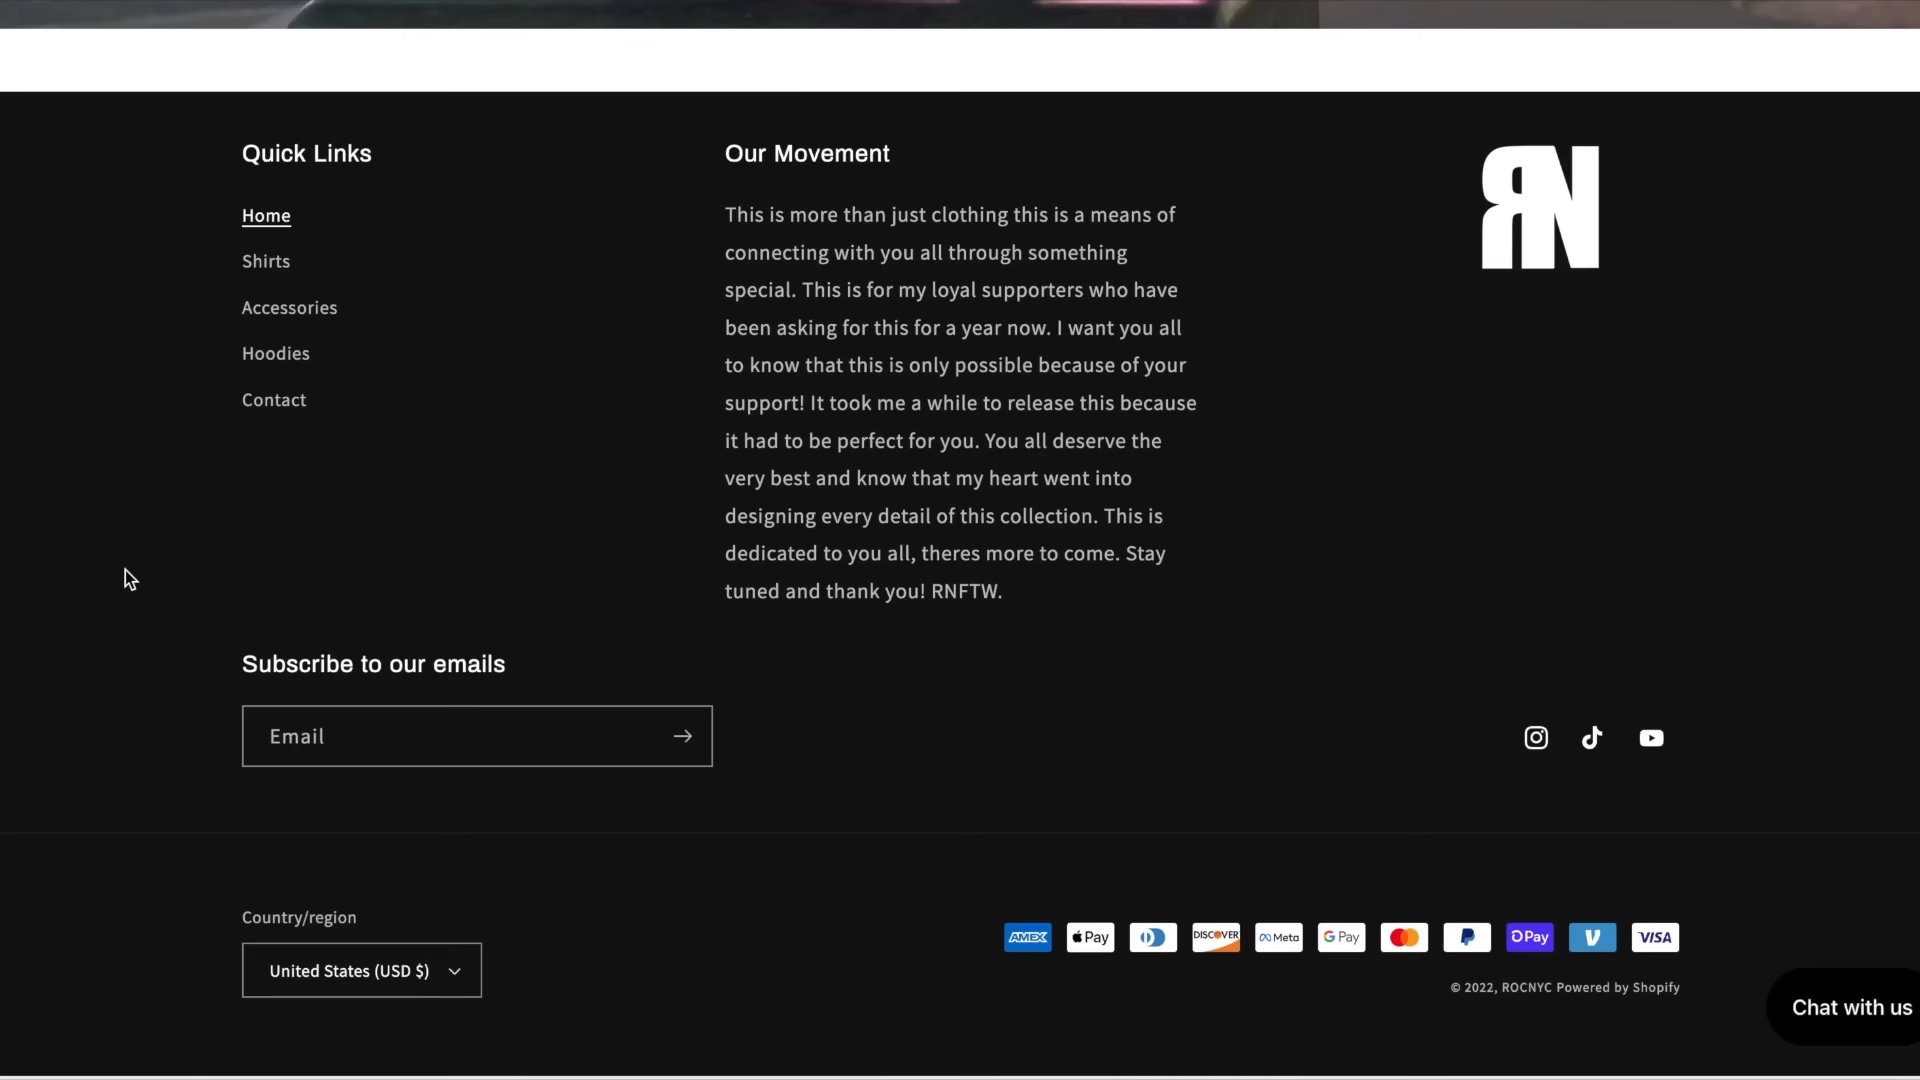 Quick Links
Home
Shirts
Accessories
Hoodies
Contact
Our Movement
This is more than just clothing this is a means of
connecting with you all through something
special. This is for my loyal supporters who have
been asking for this for a year now. I want you all
to know that this is only possible because of your
support! It took me a while to release this because
it had to be perfect for you. You all deserve the
very best and know that my heart went into
designing every detail of this collection. This is
dedicated to you all, theres more to come. Stay
tuned and thank you! RNFTW.
RN
Subscribe to our emails
Email
Country/region
United States (USD $)
AMEX Pay DISCOVER Meta G Pay Pay V VISA
© 2022, ROCNYC Powered by Shopify
Chat with us